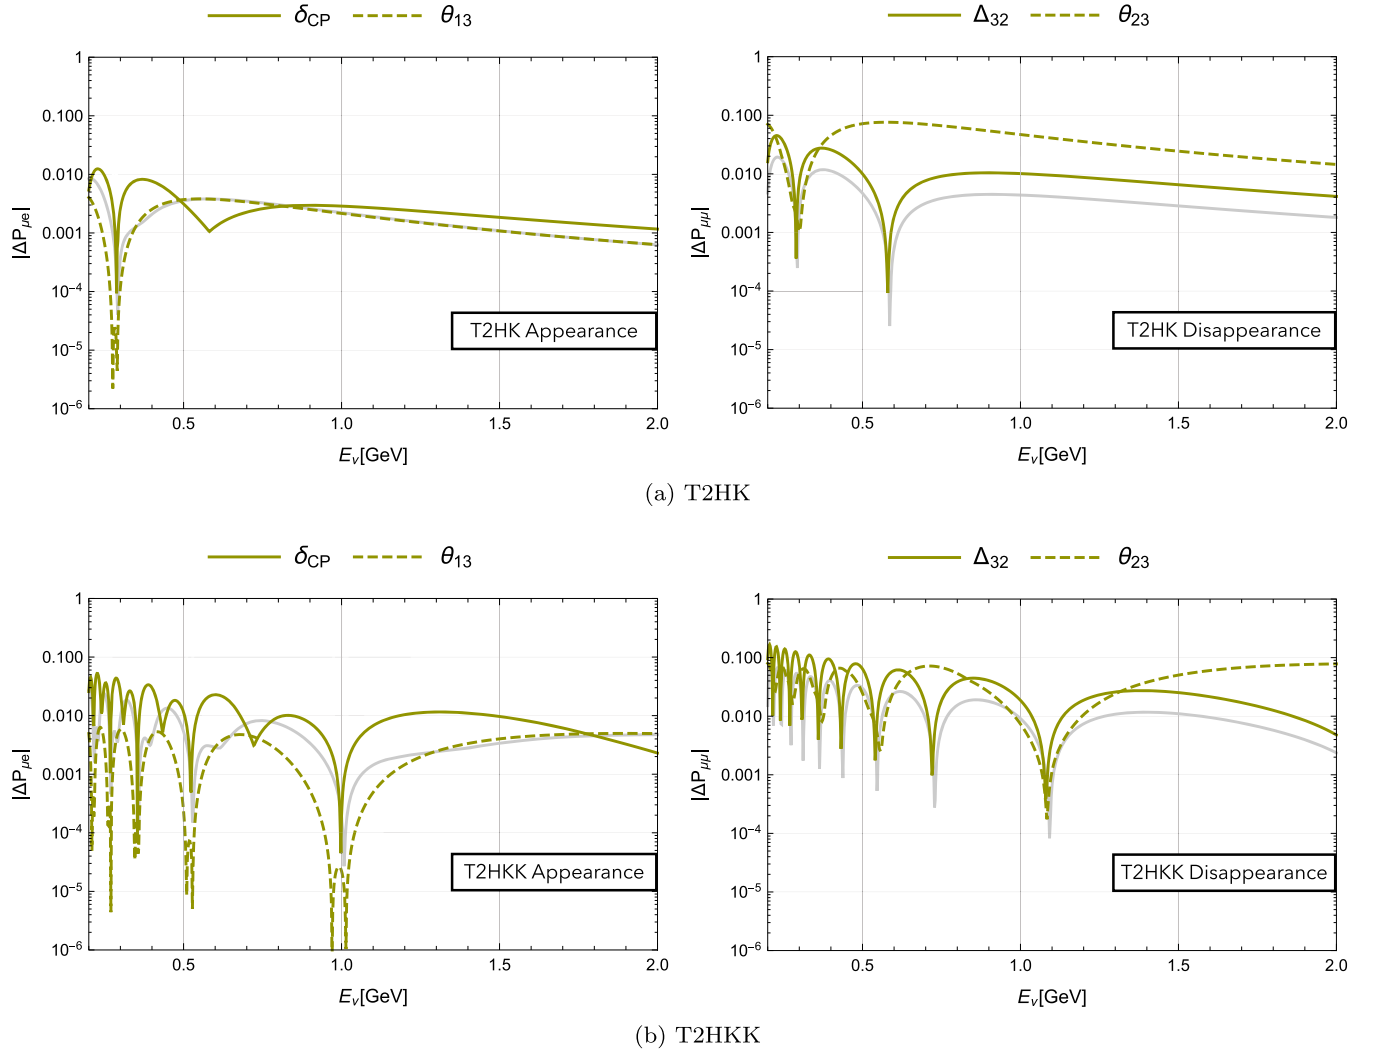 δCP θ13
Δ32 θ23
1
0.100
0.010
0.001
10−4
10−5
10−6
|ΔPμe|
T2HK Appearance
0.5 1.0 1.5 2.0
Eν[GeV]
1
0.100
0.010
0.001
10−4
10−5
10−6
|ΔPμμ|
T2HK Disappearance
0.5 1.0 1.5 2.0
Eν[GeV]
(a) T2HK
δCP θ13
Δ32 θ23
1
0.100
0.010
0.001
10−4
10−5
10−6
|ΔPμe|
T2HKK Appearance
0.5 1.0 1.5 2.0
Eν[GeV]
1
0.100
0.010
0.001
10−4
10−5
10−6
|ΔPμμ|
T2HKK Disappearance
0.5 1.0 1.5 2.0
Eν[GeV]
(b) T2HKK